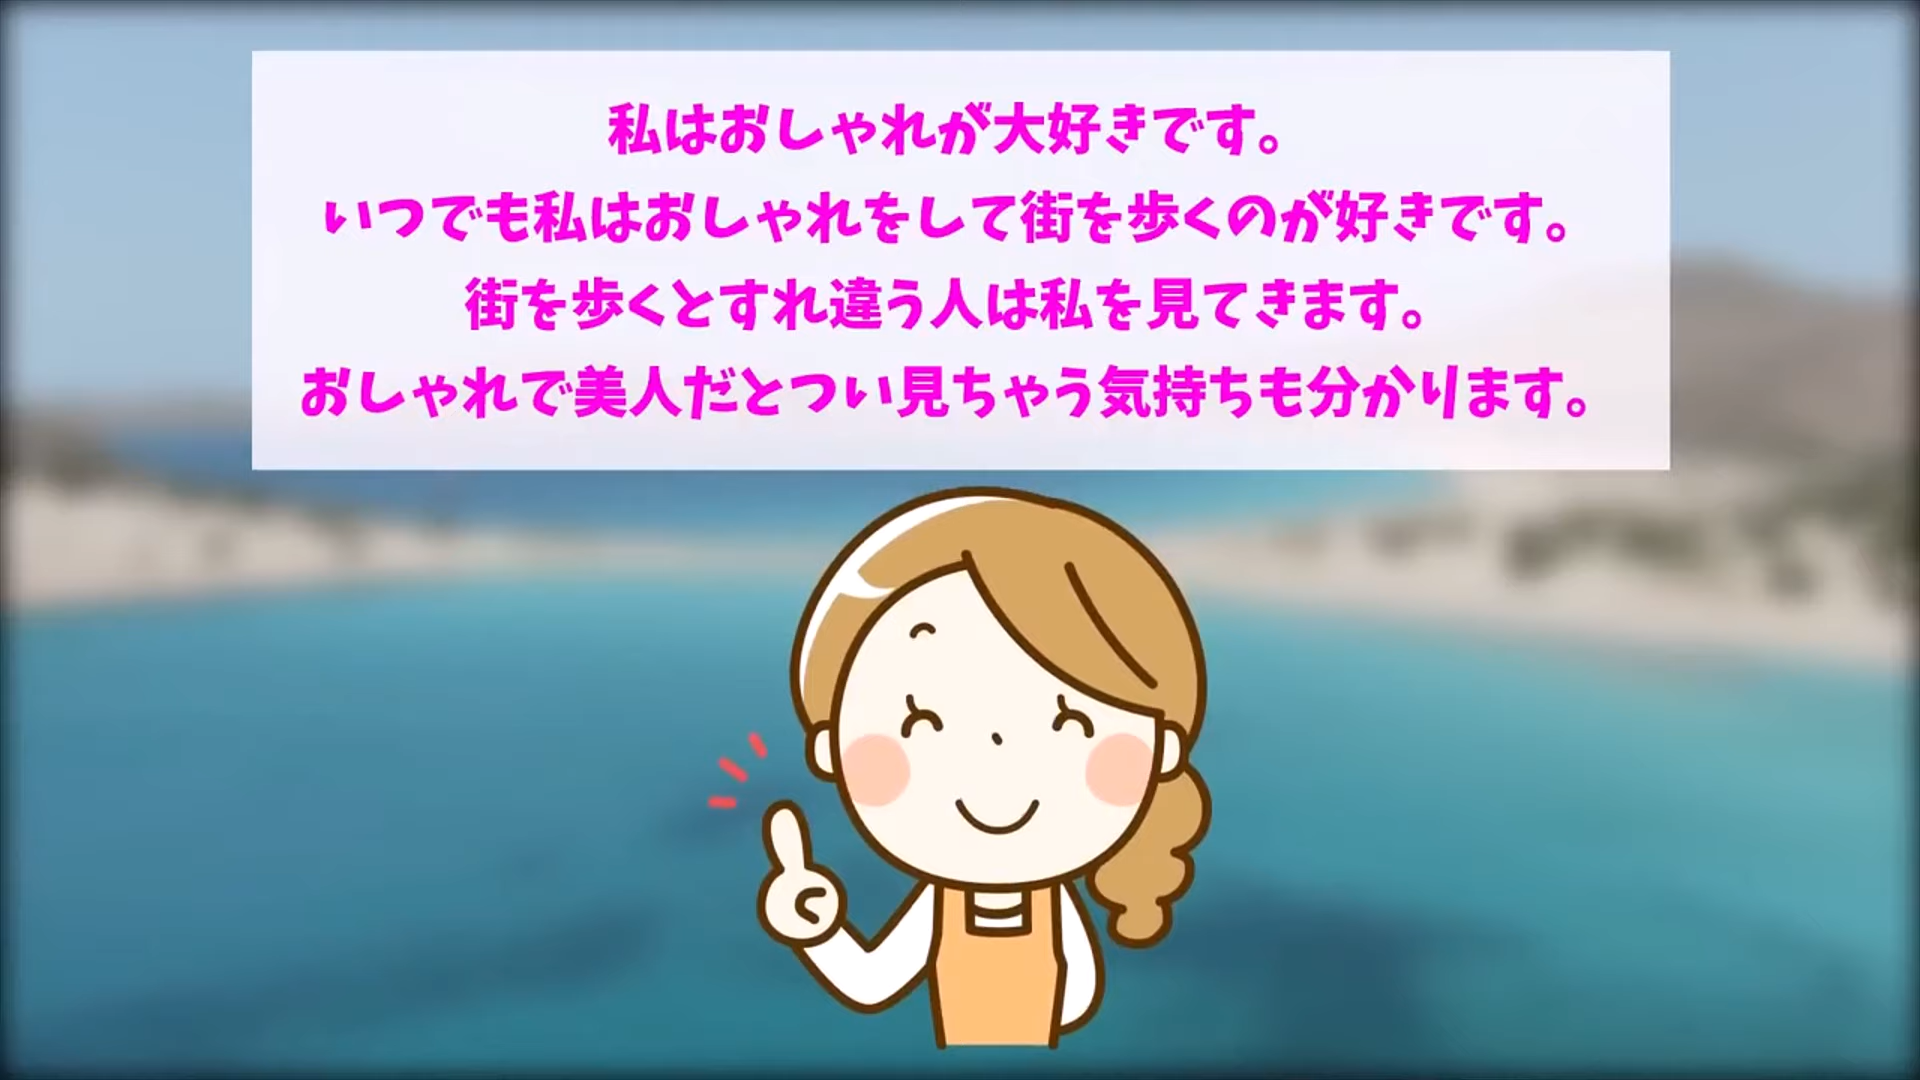 私はおしゃれが大好きです。
いつでも私はおしゃれをして街を歩くのが好きです。
街を歩くとすれ違う人は私を見てきます。
おしゃれで美人だとつい見ちゃう気持ちも分かります。